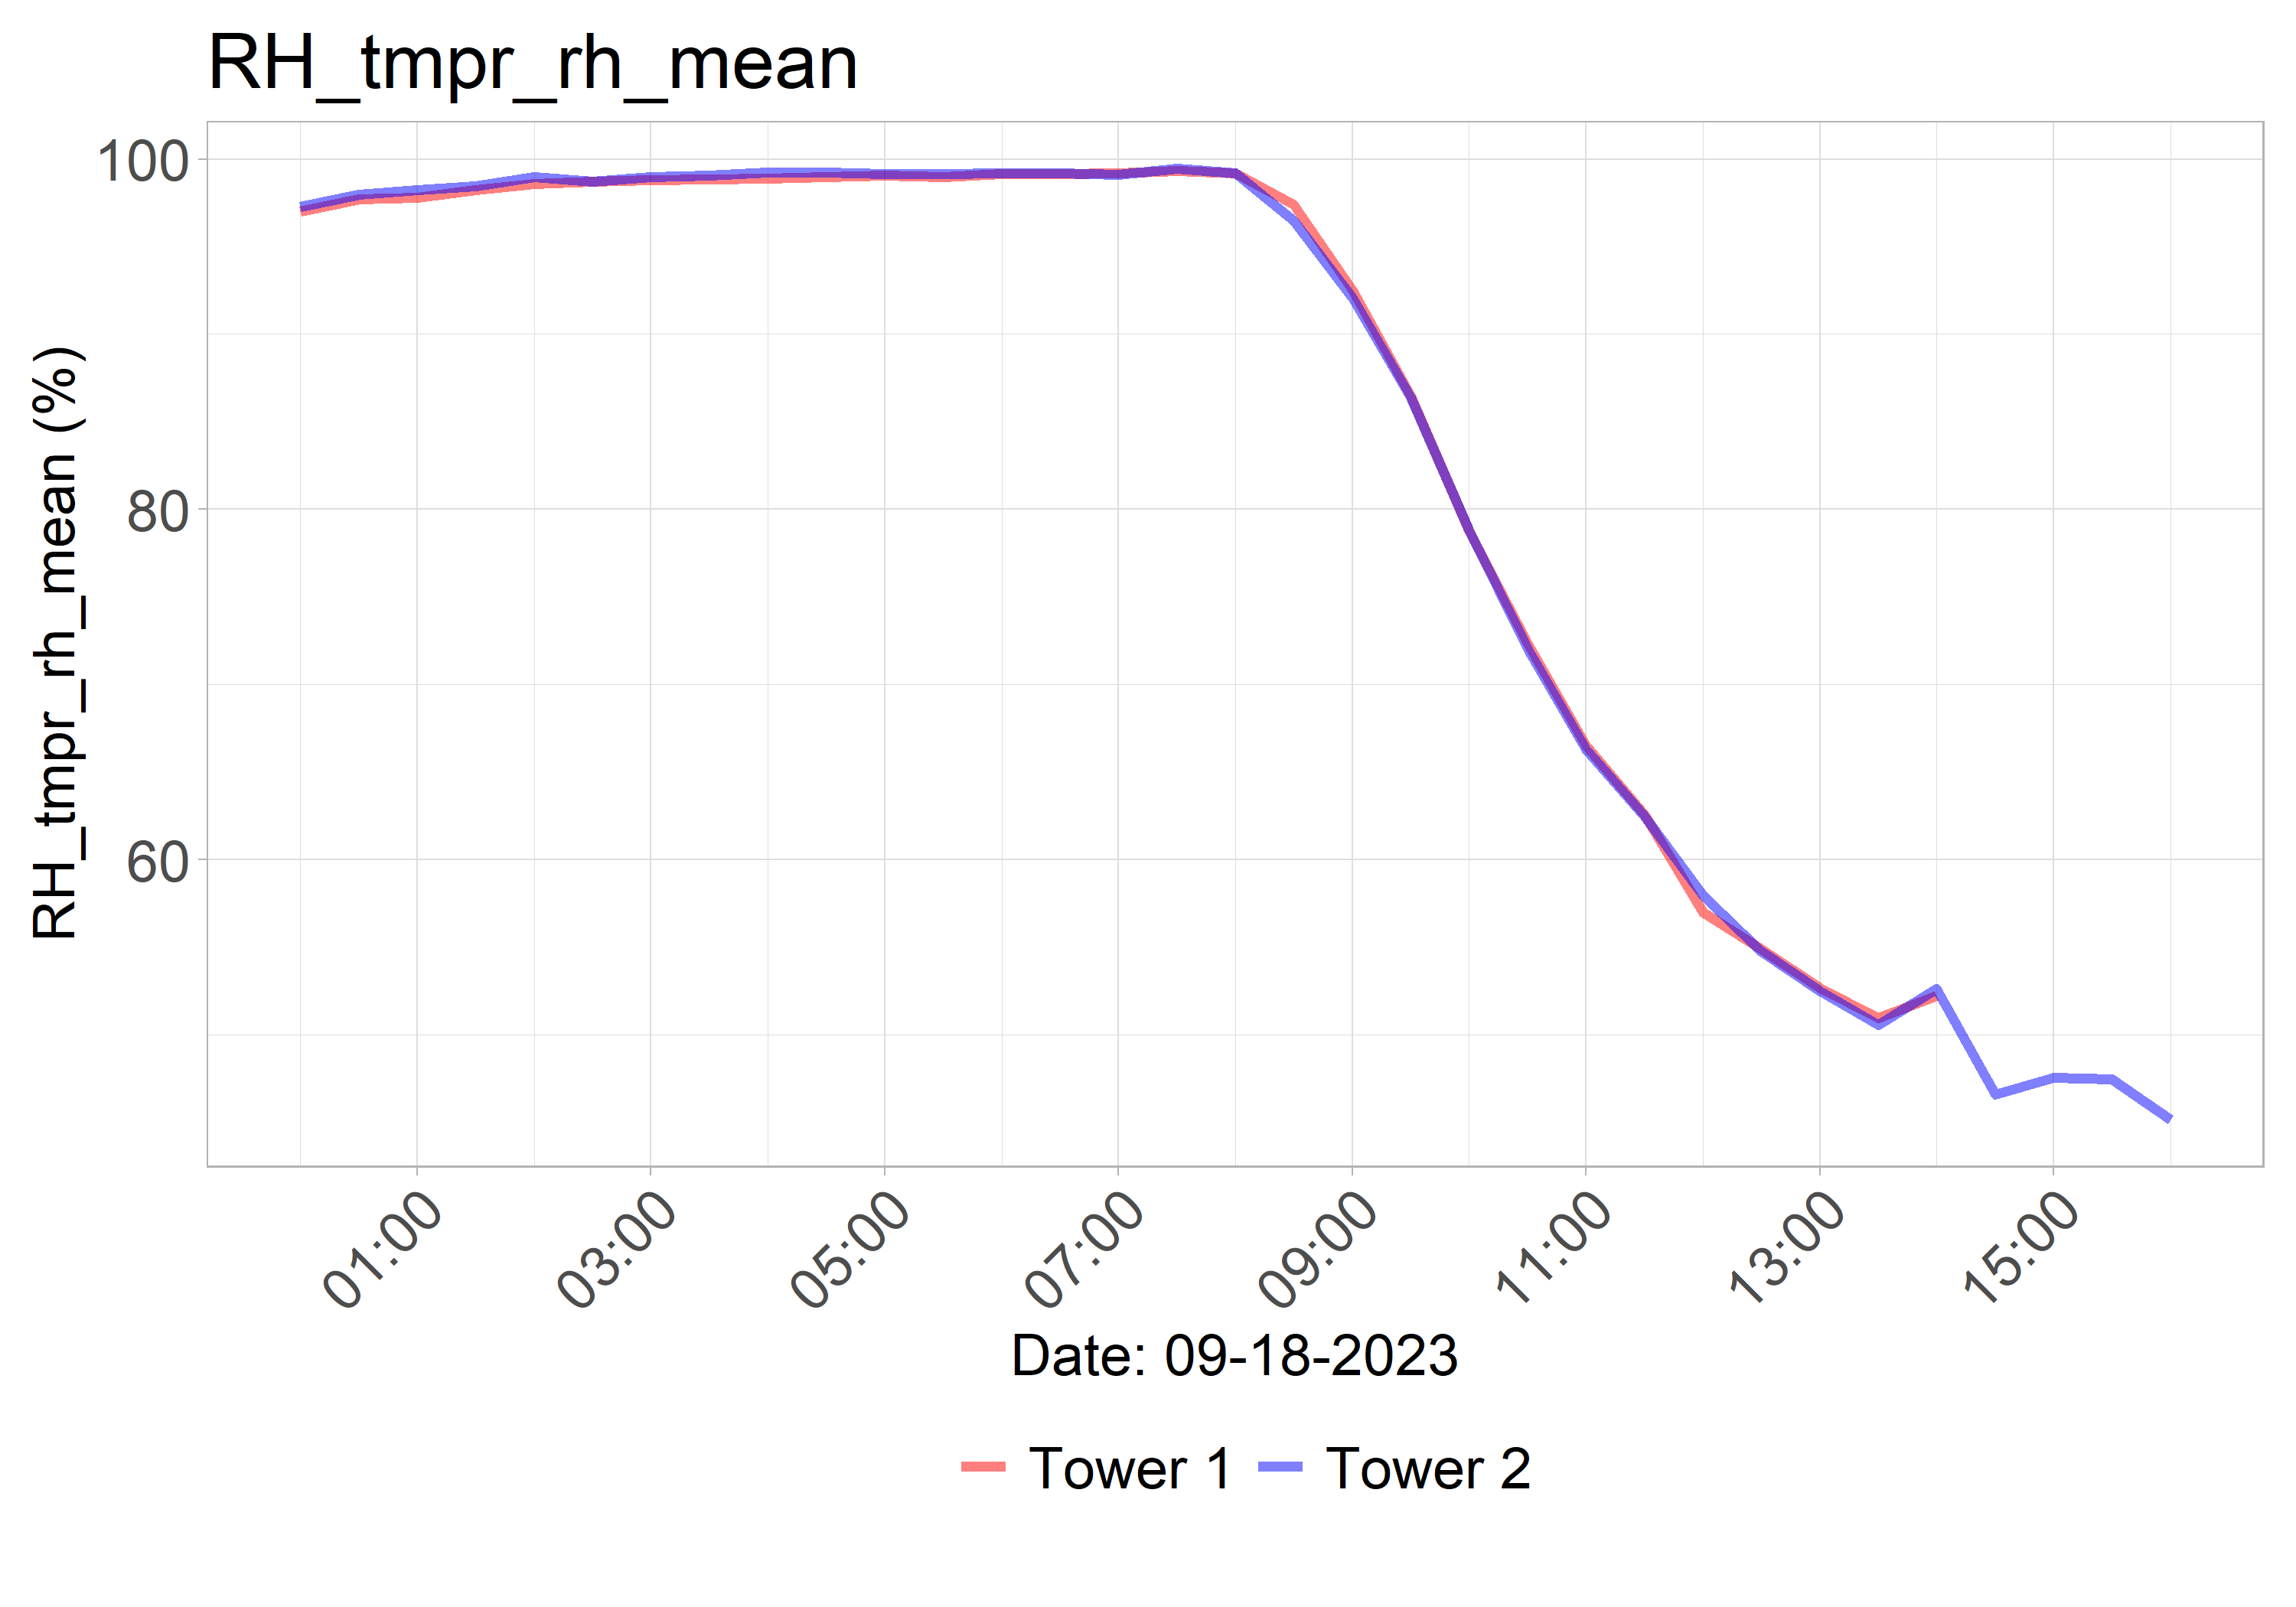 RH_tmpr_rh_mean
RH_tmpr_rh_mean (%)
100
80
60
01:00 03:00 05:00 07:00 09:00 11:00 13:00 15:00
Date: 09-18-2023
Tower 1 Tower 2